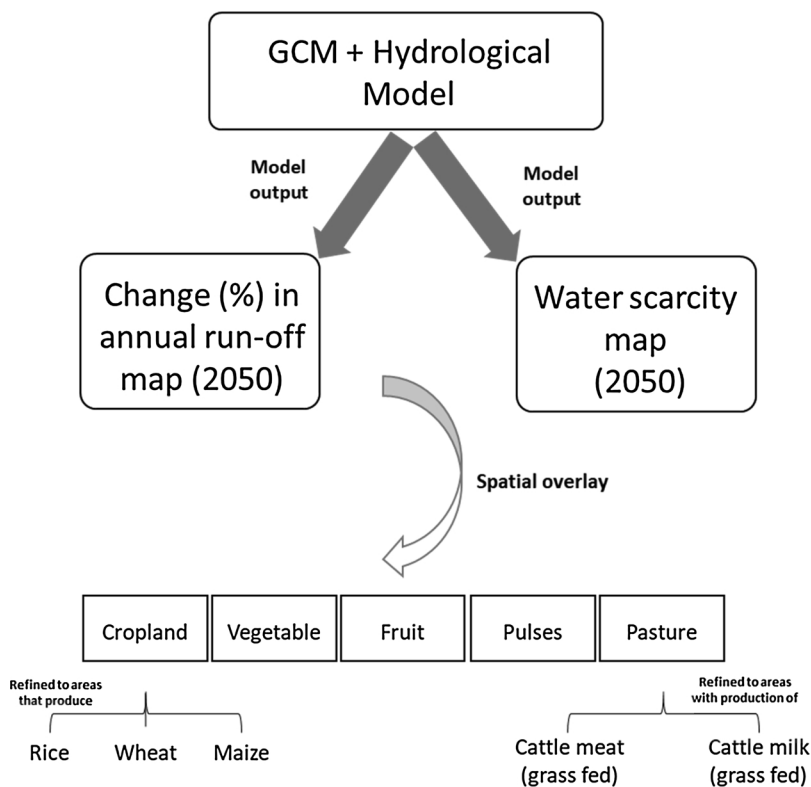 GCM + Hydrological
Model
Model
output
Model
output
Change (%) in
annual run-off
map (2050)
Water scarcity
map
(2050)
Spatial overlay
Cropland
Vegetable
Fruit
Pulses
Pasture
Refined to areas
that produce
Refined to areas
with production of
Rice
Wheat
Maize
Cattle meat
(grass fed)
Cattle milk
(grass fed)